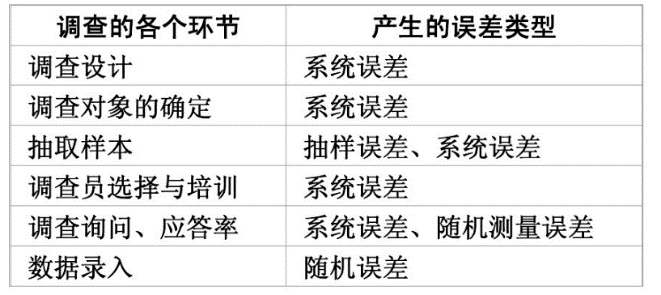 调查的各个环节 产生的误差类型
调查设计 系统误差
调查对象的确定 系统误差
抽取样本 抽样误差、系统误差
调查员选择与培训 系统误差
调查询问、应答率 系统误差、随机测量误差
数据录入 随机误差